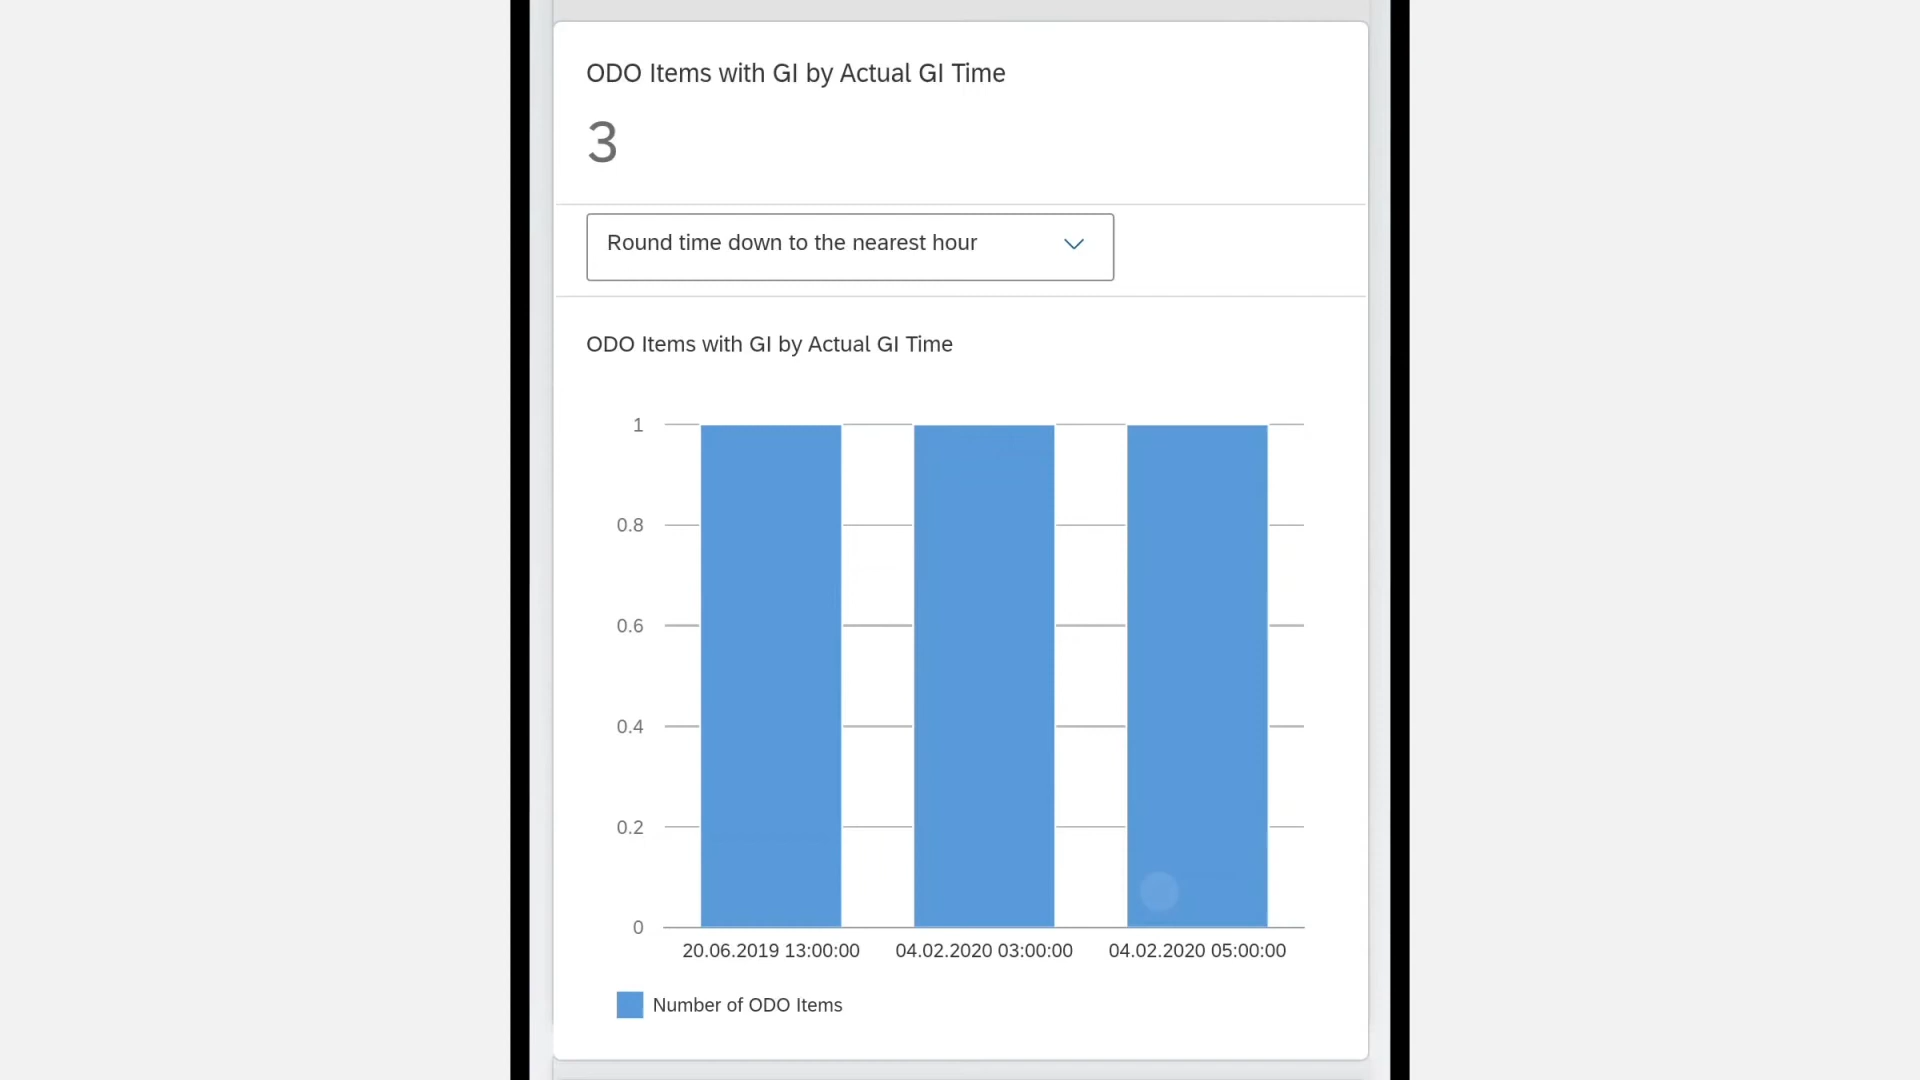 ODO Items with GI by Actual GI Time
3
Round time down to the nearest hour
ODO Items with GI by Actual GI Time
1
0.8
0.6
0.4
0.2
0
20.06.2019 13:00:00 04.02.2020 03:00:00 04.02.2020 05:00:00
Number of ODO Items